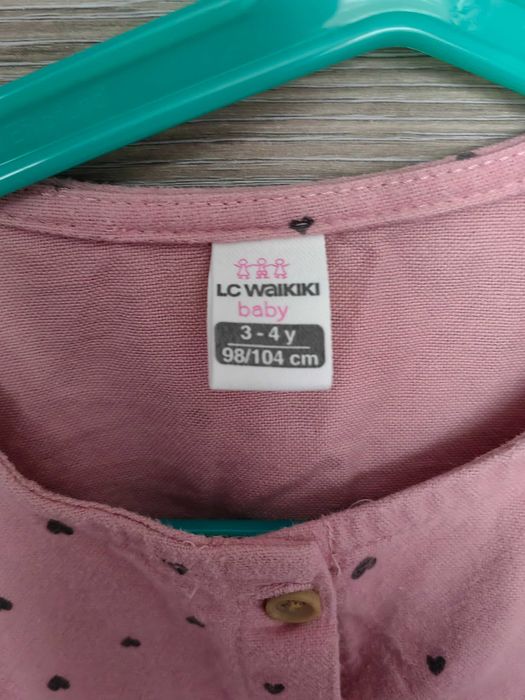 LC WAIKIKI
baby
3 - 4 y
98/104 cm